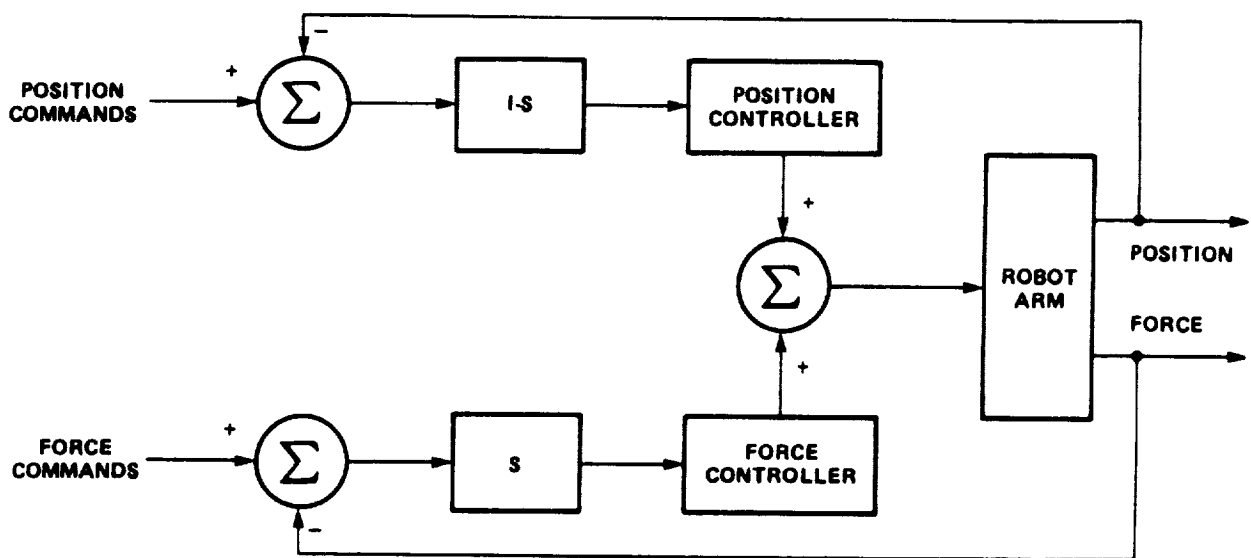 −
+
POSITION
COMMANDS
Σ
I-S
POSITION
CONTROLLER
+
Σ
ROBOT
ARM
POSITION
FORCE
+
+
FORCE
COMMANDS
Σ
S
FORCE
CONTROLLER
−